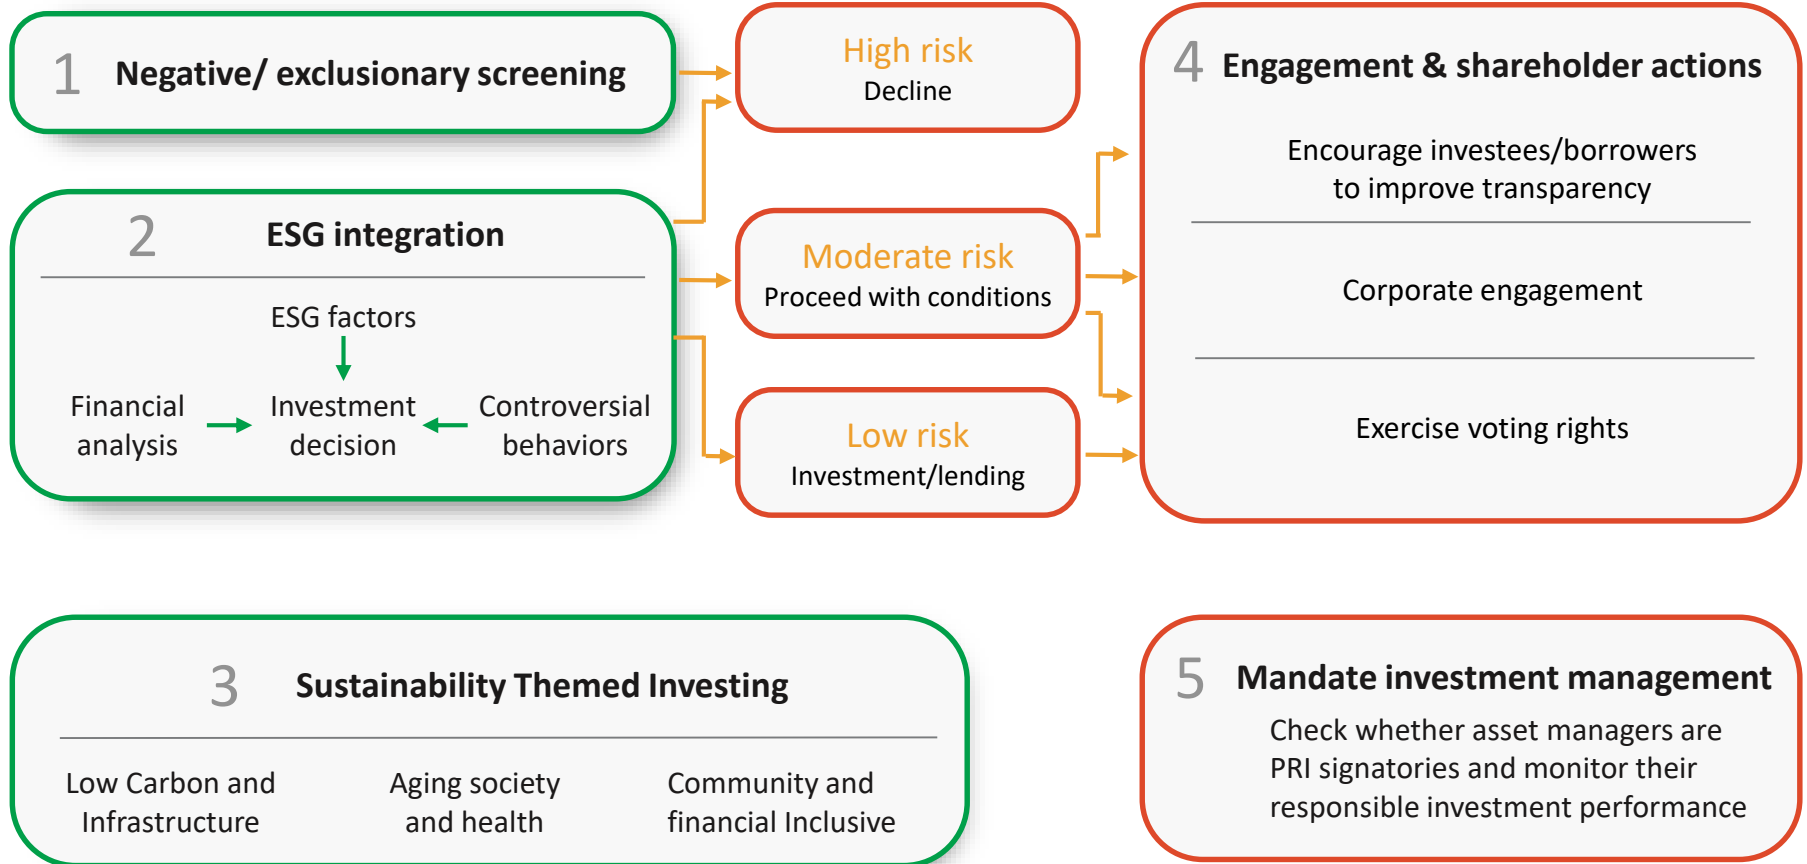 1 Negative/ exclusionary screening
High risk
Decline
2 ESG integration
ESG factors
Financial
analysis
Investment
decision
Controversial
behaviors
Moderate risk
Proceed with conditions
Low risk
Investment/lending
4 Engagement & shareholder actions
Encourage investees/borrowers
to improve transparency
Corporate engagement
Exercise voting rights
3 Sustainability Themed Investing
Low Carbon and
Infrastructure
Aging society
and health
Community and
financial Inclusive
5 Mandate investment management
Check whether asset managers are
PRI signatories and monitor their
responsible investment performance